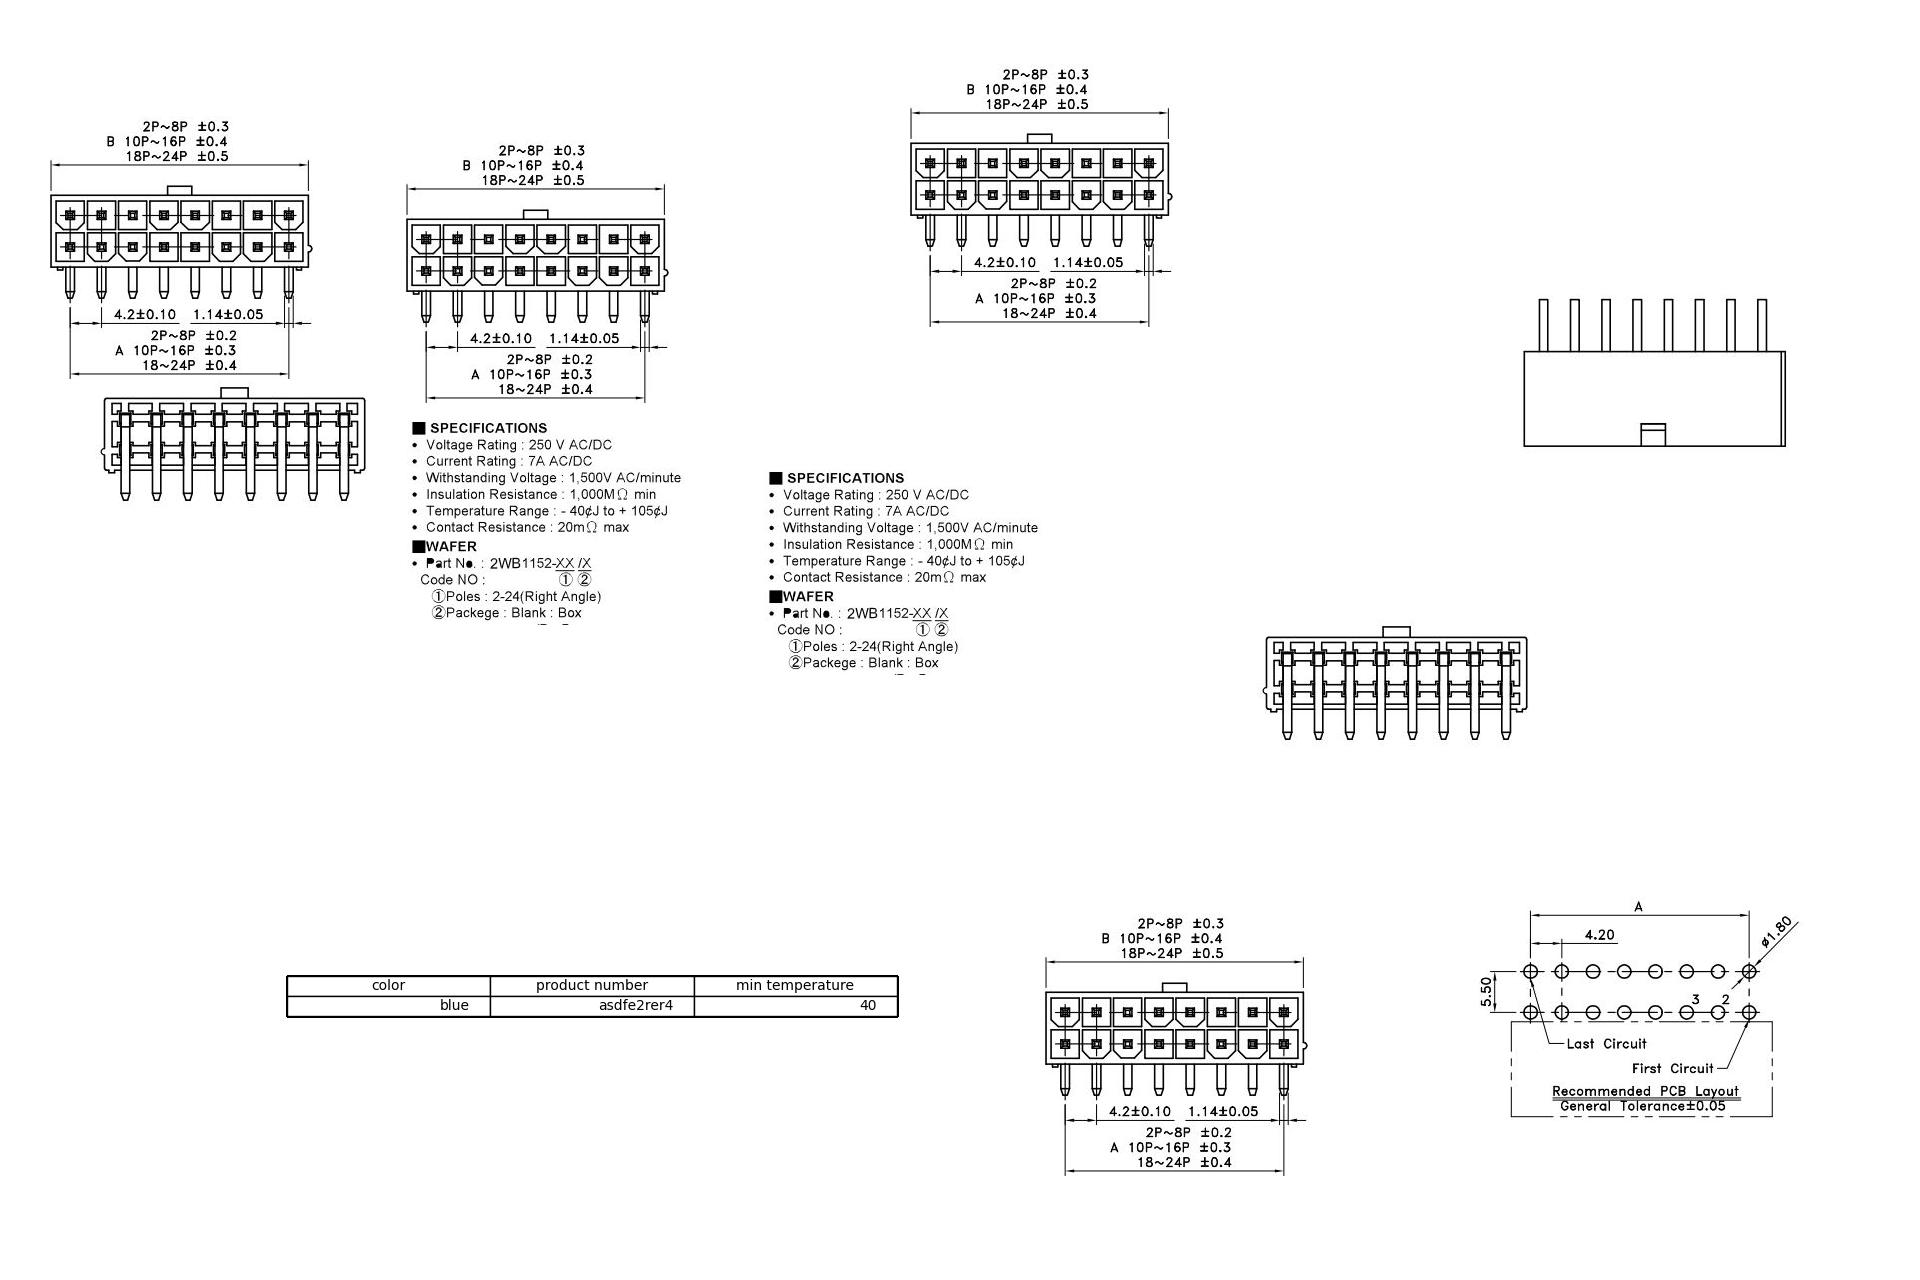 2P~8P ±0.3
B 10P~16P ±0.4
18P~24P ±0.5
4.2±0.10 1.14±0.05
2P~8P ±0.2
A 10P~16P ±0.3
18~24P ±0.4
2P~8P ±0.3
B 10P~16P ±0.4
18P~24P ±0.5
4.2±0.10 1.14±0.05
2P~8P ±0.2
A 10P~16P ±0.3
18~24P ±0.4
2P~8P ±0.3
B 10P~16P ±0.4
18P~24P ±0.5
4.2±0.10 1.14±0.05
2P~8P ±0.2
A 10P~16P ±0.3
18~24P ±0.4
■ SPECIFICATIONS
• Voltage Rating : 250 V AC/DC
• Current Rating : 7A AC/DC
• Withstanding Voltage : 1,500V AC/minute
• Insulation Resistance : 1,000MΩ min
• Temperature Range : - 40¢J to + 105¢J
• Contact Resistance : 20mΩ max
■WAFER
• Part No. : 2WB1152-XX /X
Code NO : ① ②
①Poles : 2-24(Right Angle)
②Packege : Blank : Box
■ SPECIFICATIONS
• Voltage Rating : 250 V AC/DC
• Current Rating : 7A AC/DC
• Withstanding Voltage : 1,500V AC/minute
• Insulation Resistance : 1,000MΩ min
• Temperature Range : - 40¢J to + 105¢J
• Contact Resistance : 20mΩ max
■WAFER
• Part No. : 2WB1152-XX /X
Code NO : ① ②
①Poles : 2-24(Right Angle)
②Packege : Blank : Box
color product number min temperature
blue asdfe2rer4 40
2P~8P ±0.3
B 10P~16P ±0.4
18P~24P ±0.5
4.2±0.10 1.14±0.05
2P~8P ±0.2
A 10P~16P ±0.3
18~24P ±0.4
A
4.20
ø1.80
5.50
3 2
Last Circuit
First Circuit
Recommended PCB Layout
General Tolerance±0.05